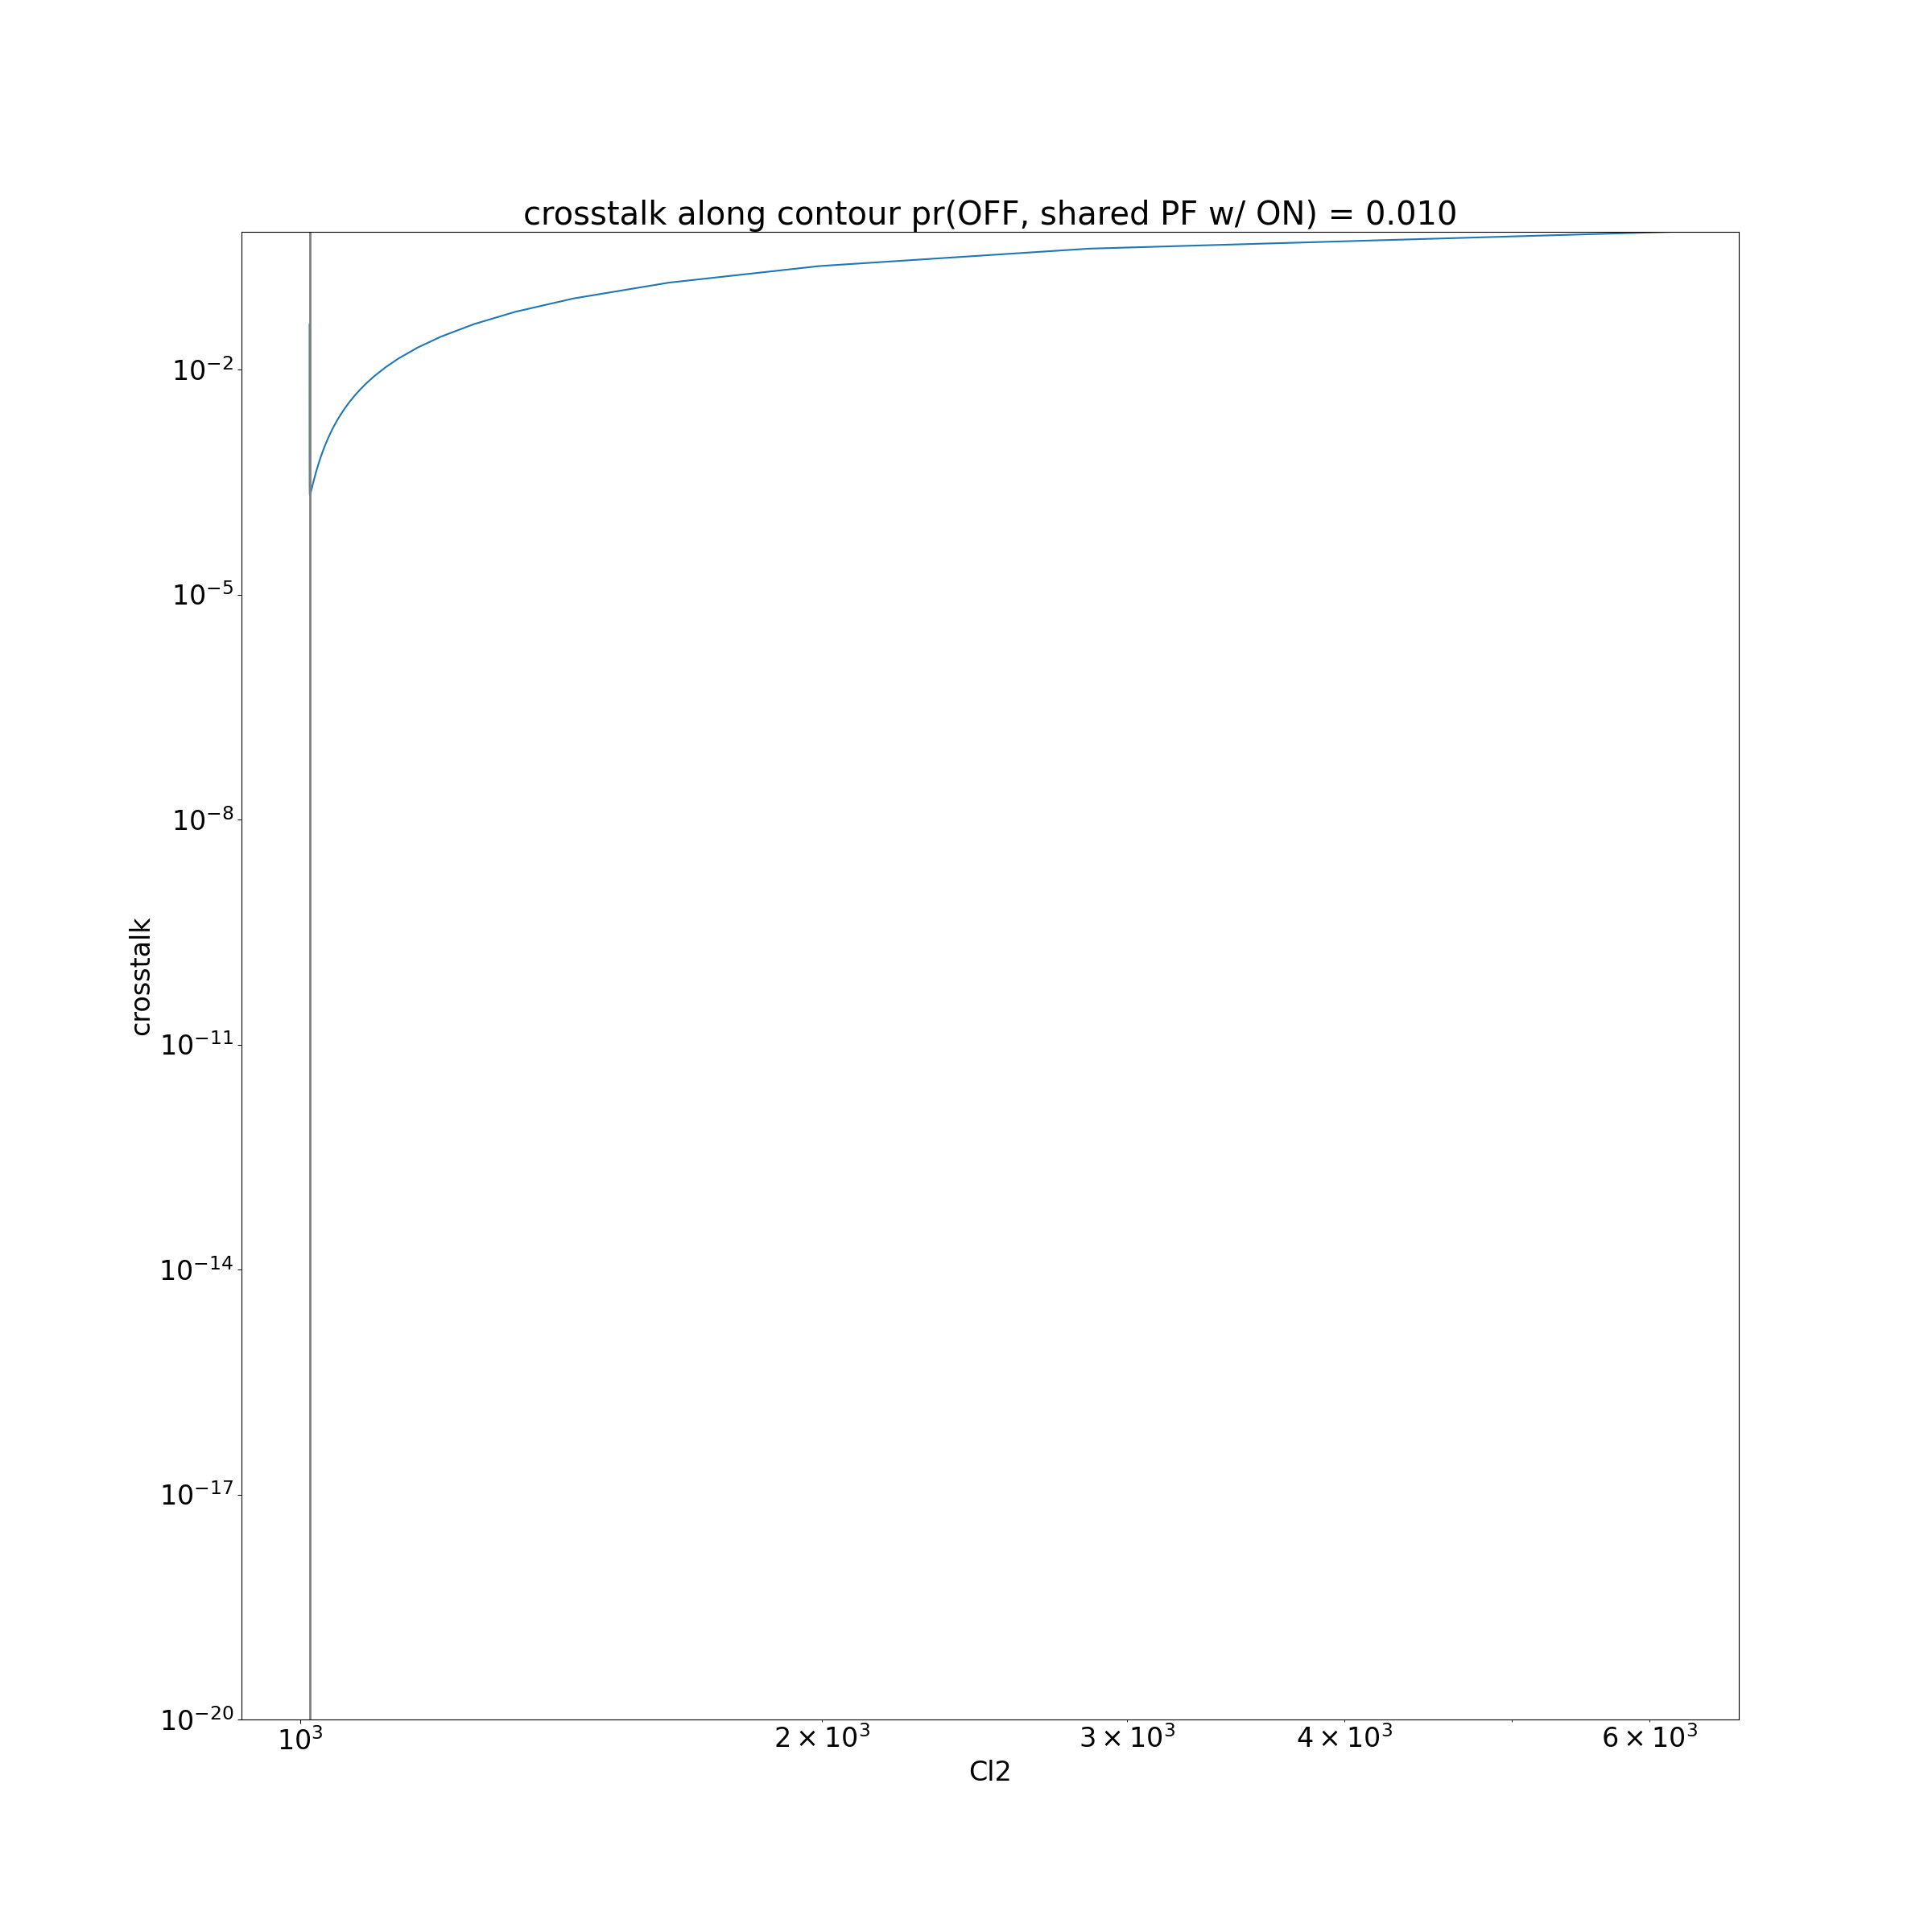 crosstalk along contour pr(OFF, shared PF w/ ON) = 0.010
10⁻²
10⁻⁵
10⁻⁸
10⁻¹¹
10⁻¹⁴
10⁻¹⁷
10⁻²⁰
crosstalk
10³ 2 × 10³ 3 × 10³ 4 × 10³ 6 × 10³
Cl2